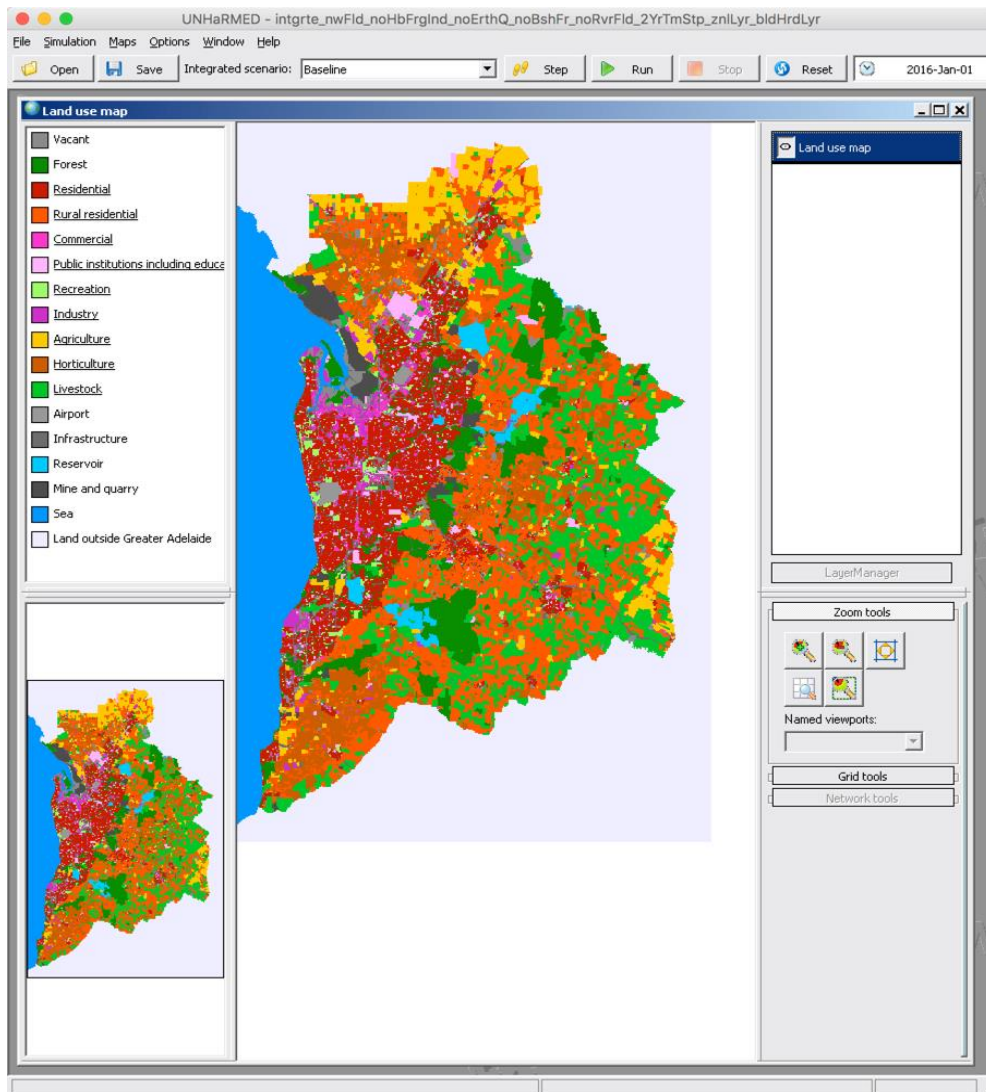 UNHaRMED - intgrte_nwFld_noHbFrgInd_noErthQ_noBshFr_noRvrFld_2YrTmStp_znlLyr_bldHrdLyr
File Simulation Maps Options Window Help
Open Save Integrated scenario: Baseline Step Run Stop Reset 2016-Jan-01
Land use map
Vacant
Forest
Residential
Rural residential
Commercial
Public institutions including educa
Recreation
Industry
Agriculture
Horticulture
Livestock
Airport
Infrastructure
Reservoir
Mine and quarry
Sea
Land outside Greater Adelaide
Land use map
LayerManager
Zoom tools
Named viewports:
Grid tools
Network tools